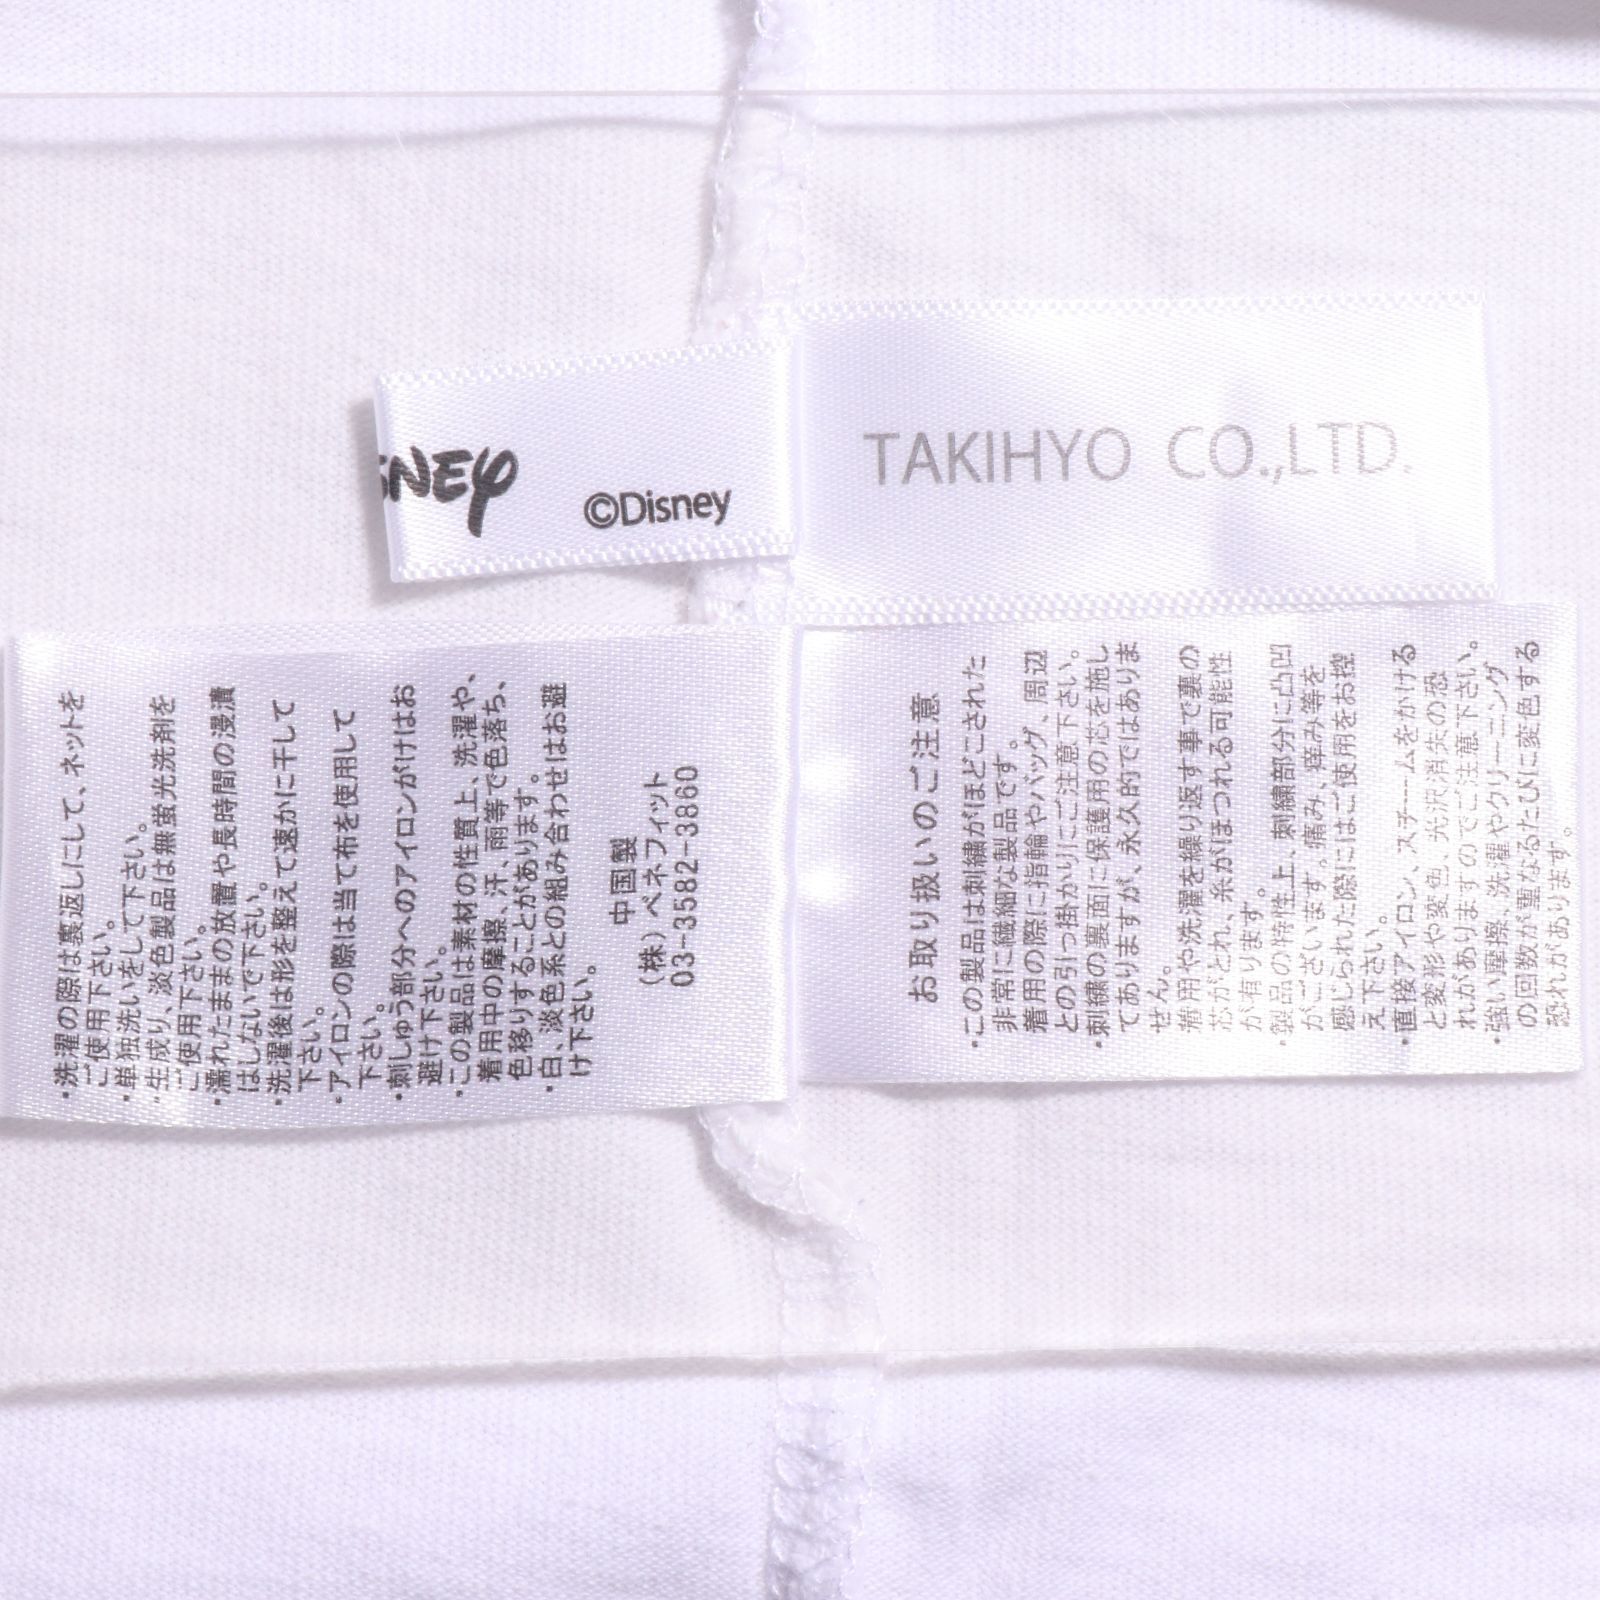 NEY
©Disney
TAKIHYO CO.,LTD.
・洗濯の際は裏返しにして、ネットを
ご使用下さい。
・単独洗いをして下さい。
・生成り、淡色製品は無蛍光洗剤を
ご使用下さい。
・濡れたままの放置や長時間の浸漬
はしないで下さい。
・洗濯後は形を整えて速かに干して
下さい。
・アイロンの際は当て布を使用して
下さい。
・刺しゅう部分へのアイロンがけはお
避け下さい。
・この製品は素材の性質上、洗濯や、
着用中の摩擦、汗、雨等で色落ち、
色移りすることがあります。
・白、淡色系との組み合わせはお避
け下さい。
中国製
(株)ベネフィット
03-3582-3860
お取り扱いのご注意
・この製品は刺繍がほどこされた
非常に繊細な製品です。
着用の際に指輪やバッグ、周辺
との引っ掛かりにご注意下さい。
・刺繍の裏面に保護用の芯を施し
てありますが、永久的ではありま
せん。
着用や洗濯を繰り返す事で裏の
芯がとれ、糸がほつれる可能性
が有ります。
・製品の特性上、刺繍部分に凸凹
がございます。痛み、痒み等を
感じられた際にはご使用をお控
え下さい。
・直接アイロン、スチームをかける
と変形や変色、光沢消失の恐
れがありますのでご注意下さい。
・強い摩擦、洗濯やクリーニング
の回数が重なるたびに変色する
恐れがあります。